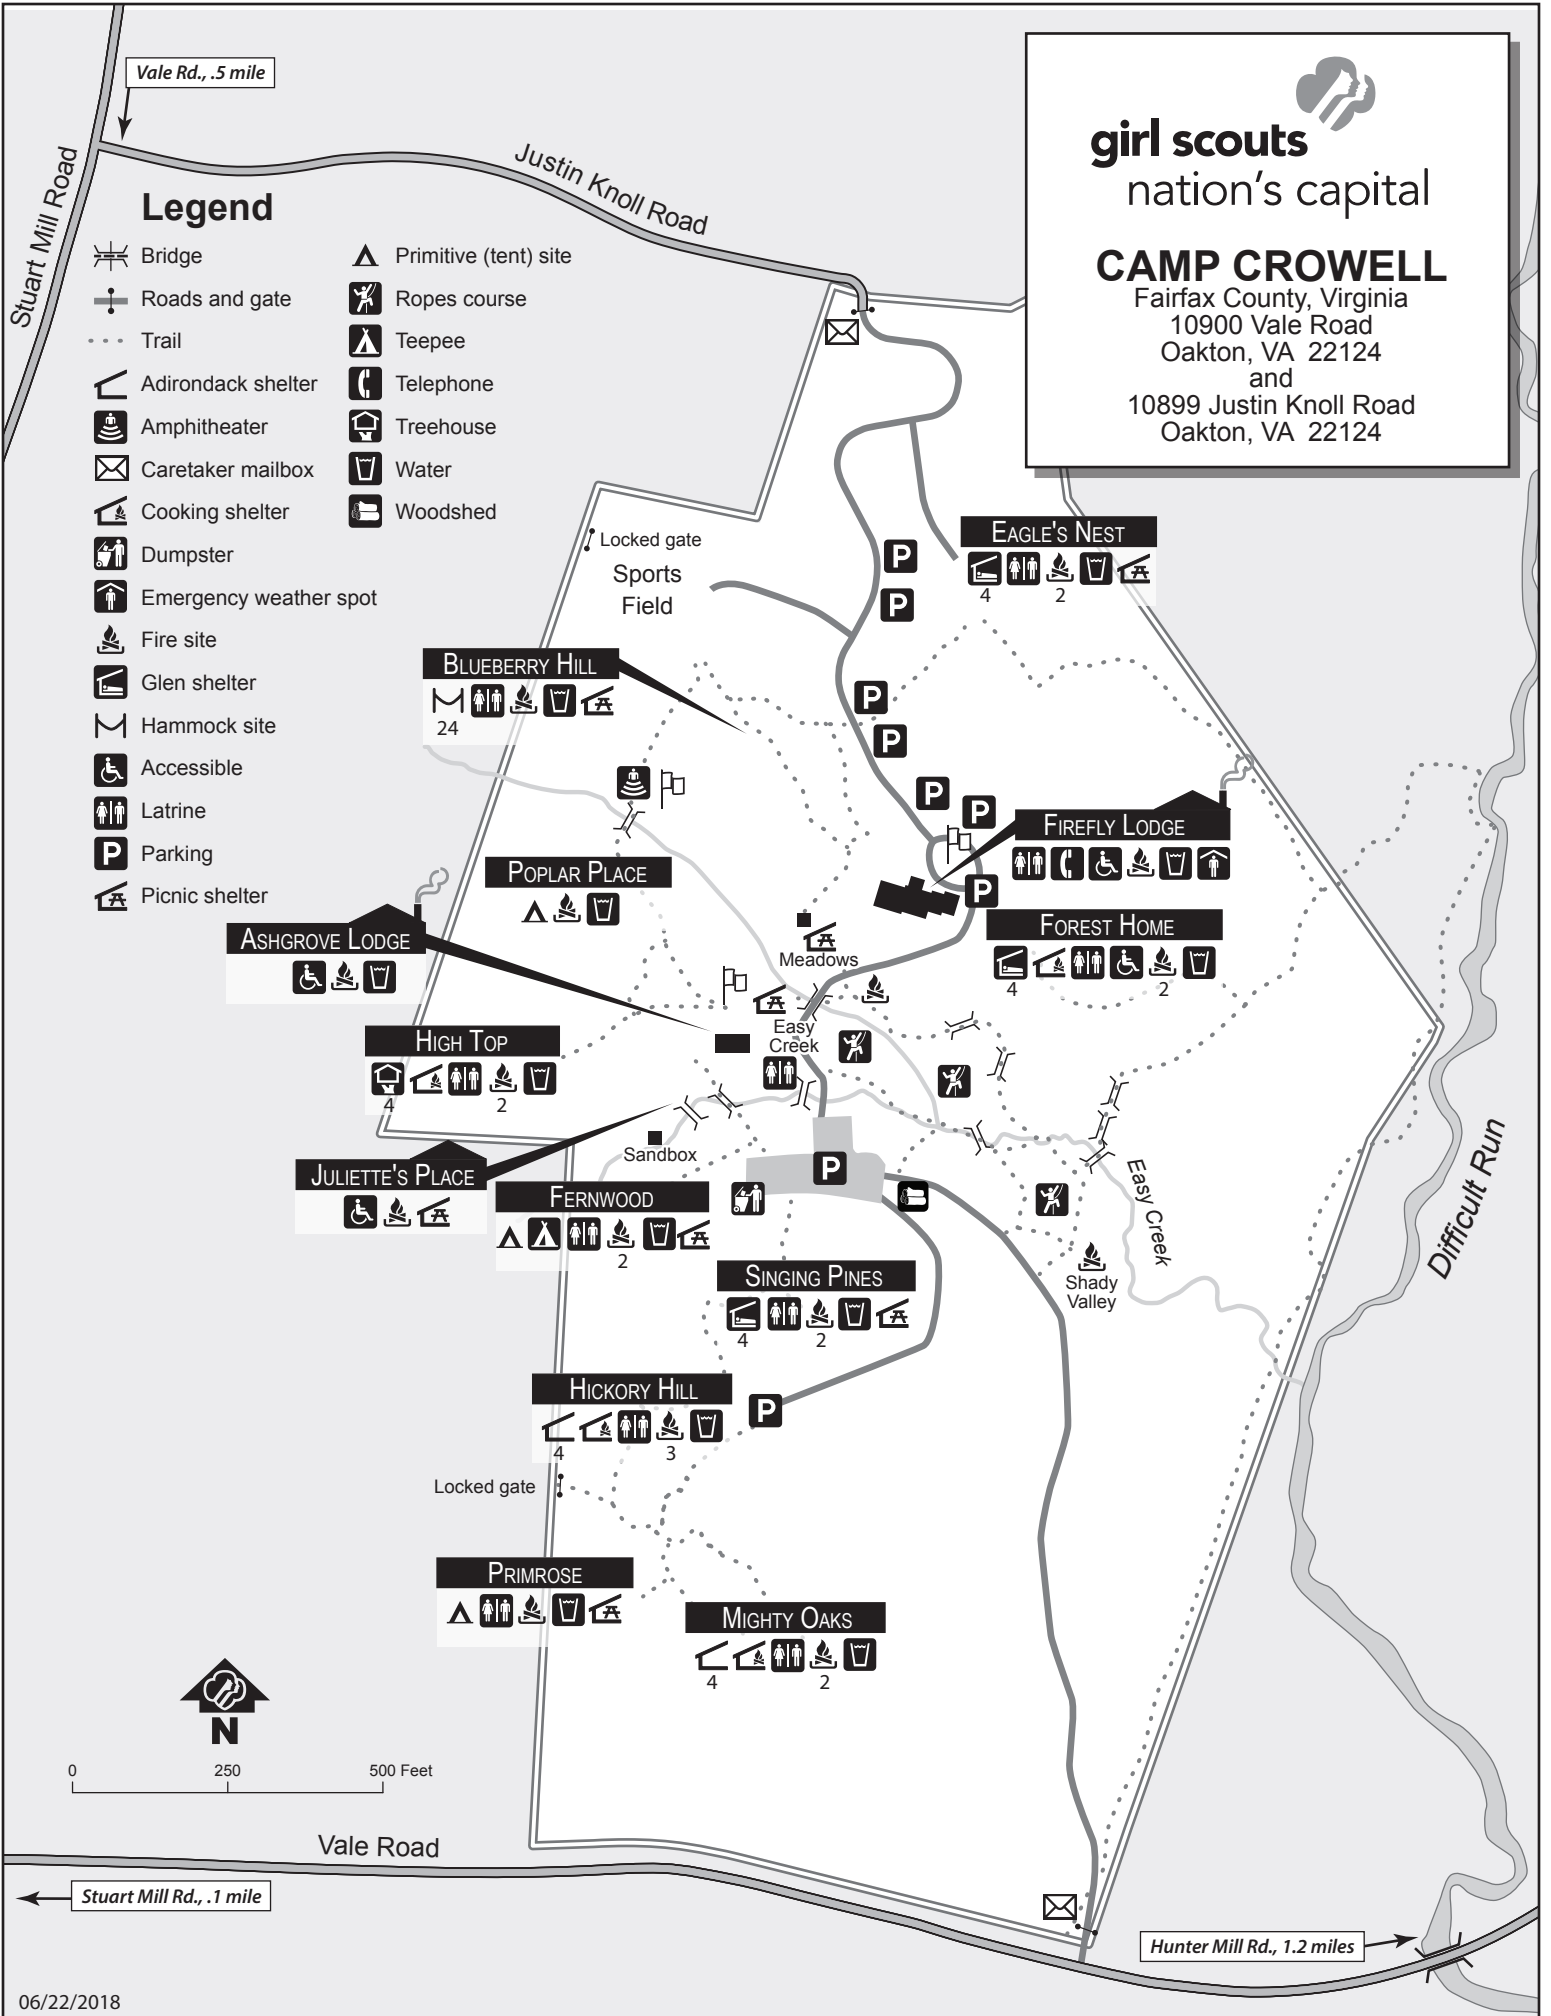 Vale Rd., .5 mile
Stuart Mill Road
Justin Knoll Road
girl scouts
nation's capital
CAMP CROWELL
Fairfax County, Virginia
10900 Vale Road
Oakton, VA 22124
and
10899 Justin Knoll Road
Oakton, VA 22124
Legend
Bridge
Roads and gate
Trail
Adirondack shelter
Amphitheater
Caretaker mailbox
Cooking shelter
Dumpster
Emergency weather spot
Fire site
Glen shelter
Hammock site
Accessible
Latrine
P Parking
Picnic shelter
Primitive (tent) site
Ropes course
Teepee
Telephone
Treehouse
Water
Woodshed
Locked gate
Sports
Field
EAGLE'S NEST
4 2
P
P
BLUEBERRY HILL
24
P
P
P
P
FIREFLY LODGE
POPLAR PLACE
P
ASHGROVE LODGE
FOREST HOME
4 2
Meadows
Easy
Creek
HIGH TOP
4 2
Sandbox
JULIETTE'S PLACE
P
FERNWOOD
2
Easy Creek
Difficult Run
Shady
Valley
SINGING PINES
4 2
HICKORY HILL
4 3
P
Locked gate
PRIMROSE
MIGHTY OAKS
4 2
N
0 250 500 Feet
Vale Road
Stuart Mill Rd., .1 mile
Hunter Mill Rd., 1.2 miles
06/22/2018